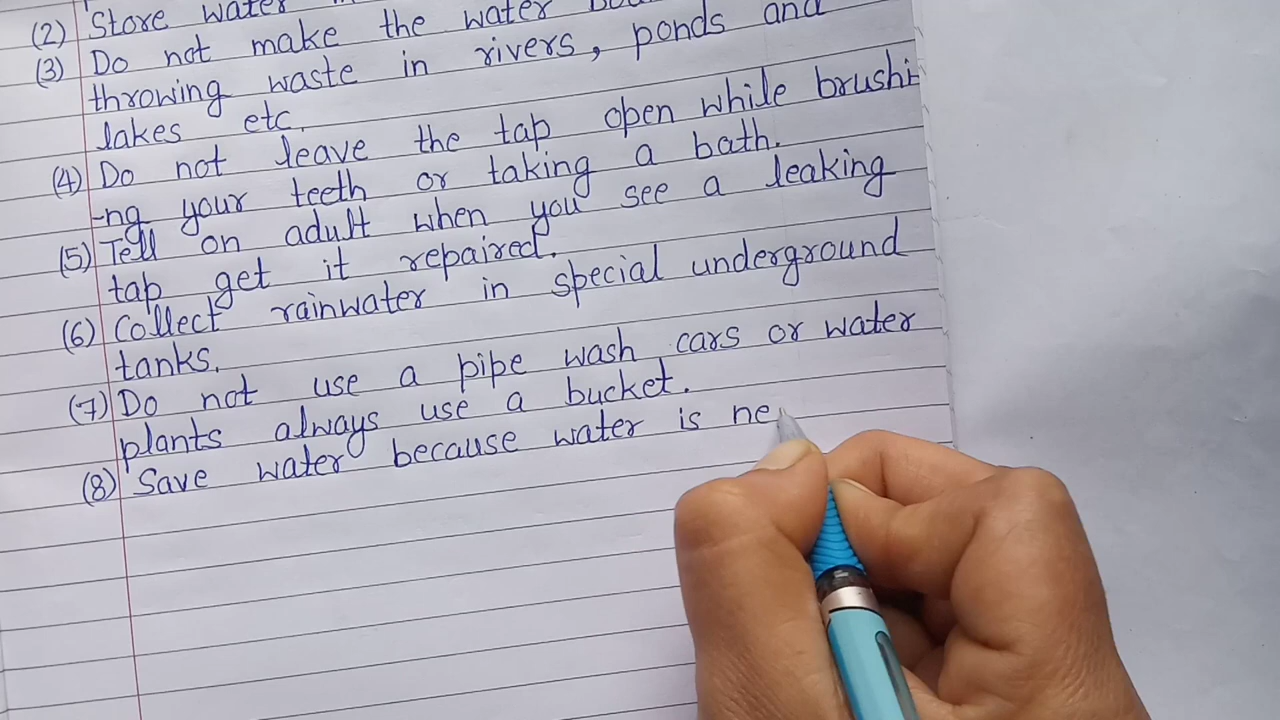 (2) Store water
(3) Do not make the water
throwing waste in rivers, ponds and
lakes etc.
(4) Do not leave the tap open while brushi
-ng your teeth or taking a bath.
(5) Tell an adult when you see a leaking
tap get it repaired.
(6) Collect rainwater in special underground
tanks.
(7) Do not use a pipe wash cars or water
plants always use a bucket.
(8) Save water because water is ne